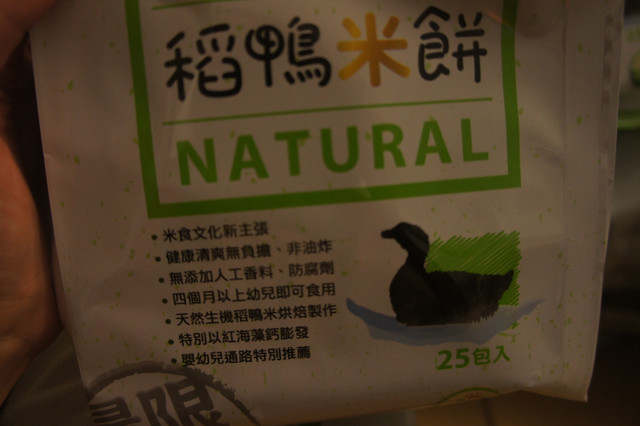 稻鴨米餅
NATURAL
• 米食文化新主張
• 健康清爽無負擔、非油炸
• 無添加人工香料、防腐劑
• 四個月以上幼兒即可食用
• 天然生機稻鴨米烘焙製作
• 特別以紅海藻鈣膨發
• 嬰幼兒通路特別推薦
25包入
限